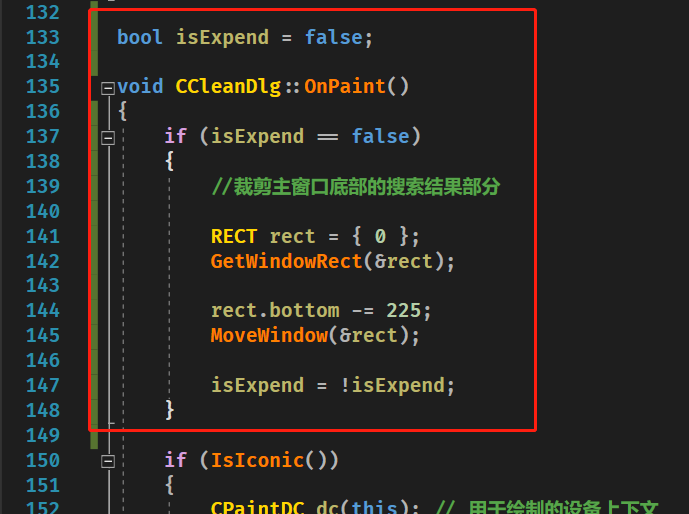 132
133 bool isExpend = false;
134
135 void CCleanDlg::OnPaint()
136 {
137 if (isExpend == false)
138 {
139 //裁剪主窗口底部的搜索结果部分
140
141 RECT rect = { 0 };
142 GetWindowRect(&rect);
143
144 rect.bottom -= 225;
145 MoveWindow(&rect);
146
147 isExpend = !isExpend;
148 }
149
150 if (IsIconic())
151 {
152 CPaintDC dc(this); // 用于绘制的设备上下文